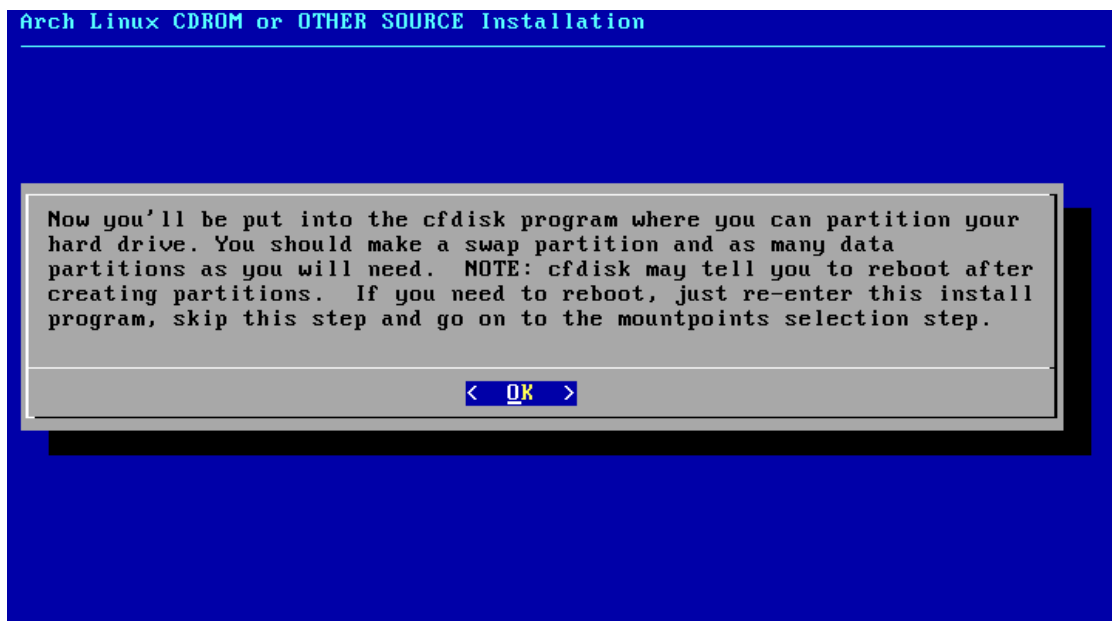 Arch Linux CDROM or OTHER SOURCE Installation
Now you'll be put into the cfdisk program where you can partition your
hard drive. You should make a swap partition and as many data
partitions as you will need.  NOTE: cfdisk may tell you to reboot after
creating partitions.  If you need to reboot, just re-enter this install
program, skip this step and go on to the mountpoints selection step.
<  OK  >